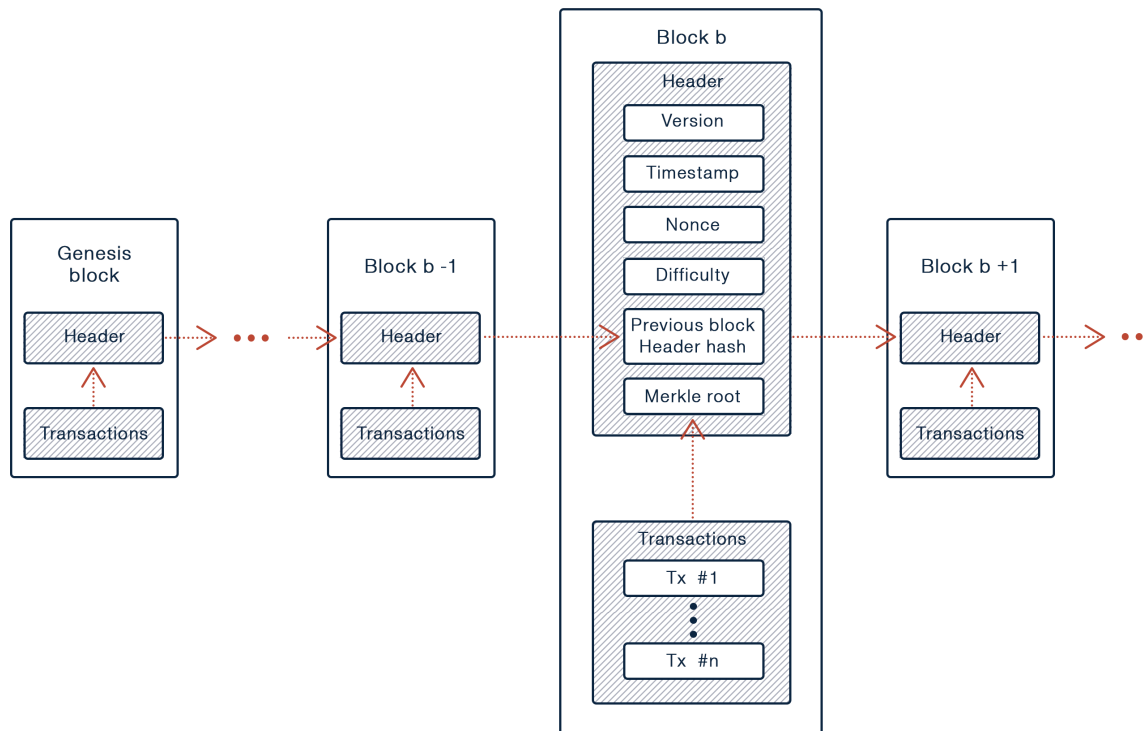 Genesis
block
Header
Transactions
Block b -1
Header
Transactions
Block b
Header
Version
Timestamp
Nonce
Difficulty
Previous block
Header hash
Merkle root
Transactions
Tx #1
Tx #n
Block b +1
Header
Transactions